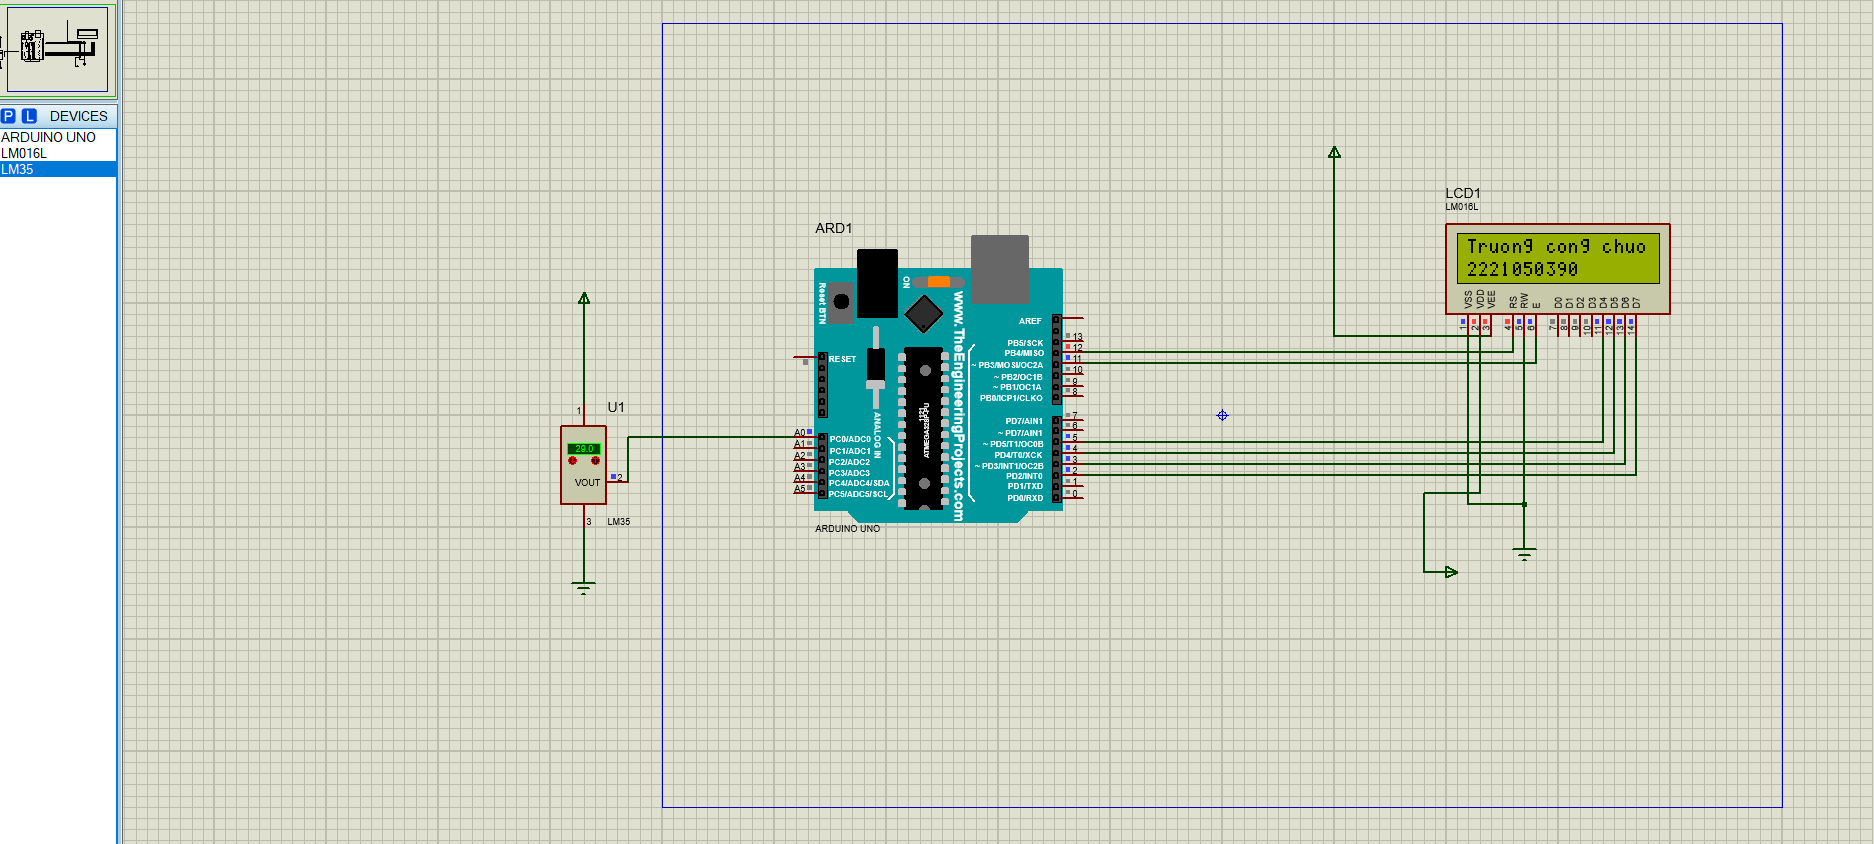 P L DEVICES
ARDUINO UNO
LM016L
LM35
ARD1
Reset BTN
ON
www.TheEngineeringProjects.com
RESET
AREF
PB5/SCK 13
PB4/MISO 12
~ PB3/MOSI/OC2A 11
~ PB2/OC1B 10
~ PB1/OC1A 9
PB0/ICP1/CLKO 8
PD7/AIN1 7
~ PD7/AIN1 6
~ PD5/T1/OC0B 5
PD4/T0/XCK 4
~ PD3/INT1/OC2B 3
PD2/INT0 2
PD1/TXD 1
PD0/RXD 0
ANALOG IN
A0 PC0/ADC0
A1 PC1/ADC1
A2 PC2/ADC2
A3 PC3/ADC3
A4 PC4/ADC4/SDA
A5 PC5/ADC5/SCL
1121
ARDUINO UNO
U1
1
29.0
2
VOUT
3
LM35
LCD1
LM016L
Truong cong chuo
2221050390
VSS VDD VEE RS RW E D0 D1 D2 D3 D4 D5 D6 D7
1 2 3 4 5 6 7 8 9 10 11 12 13 14